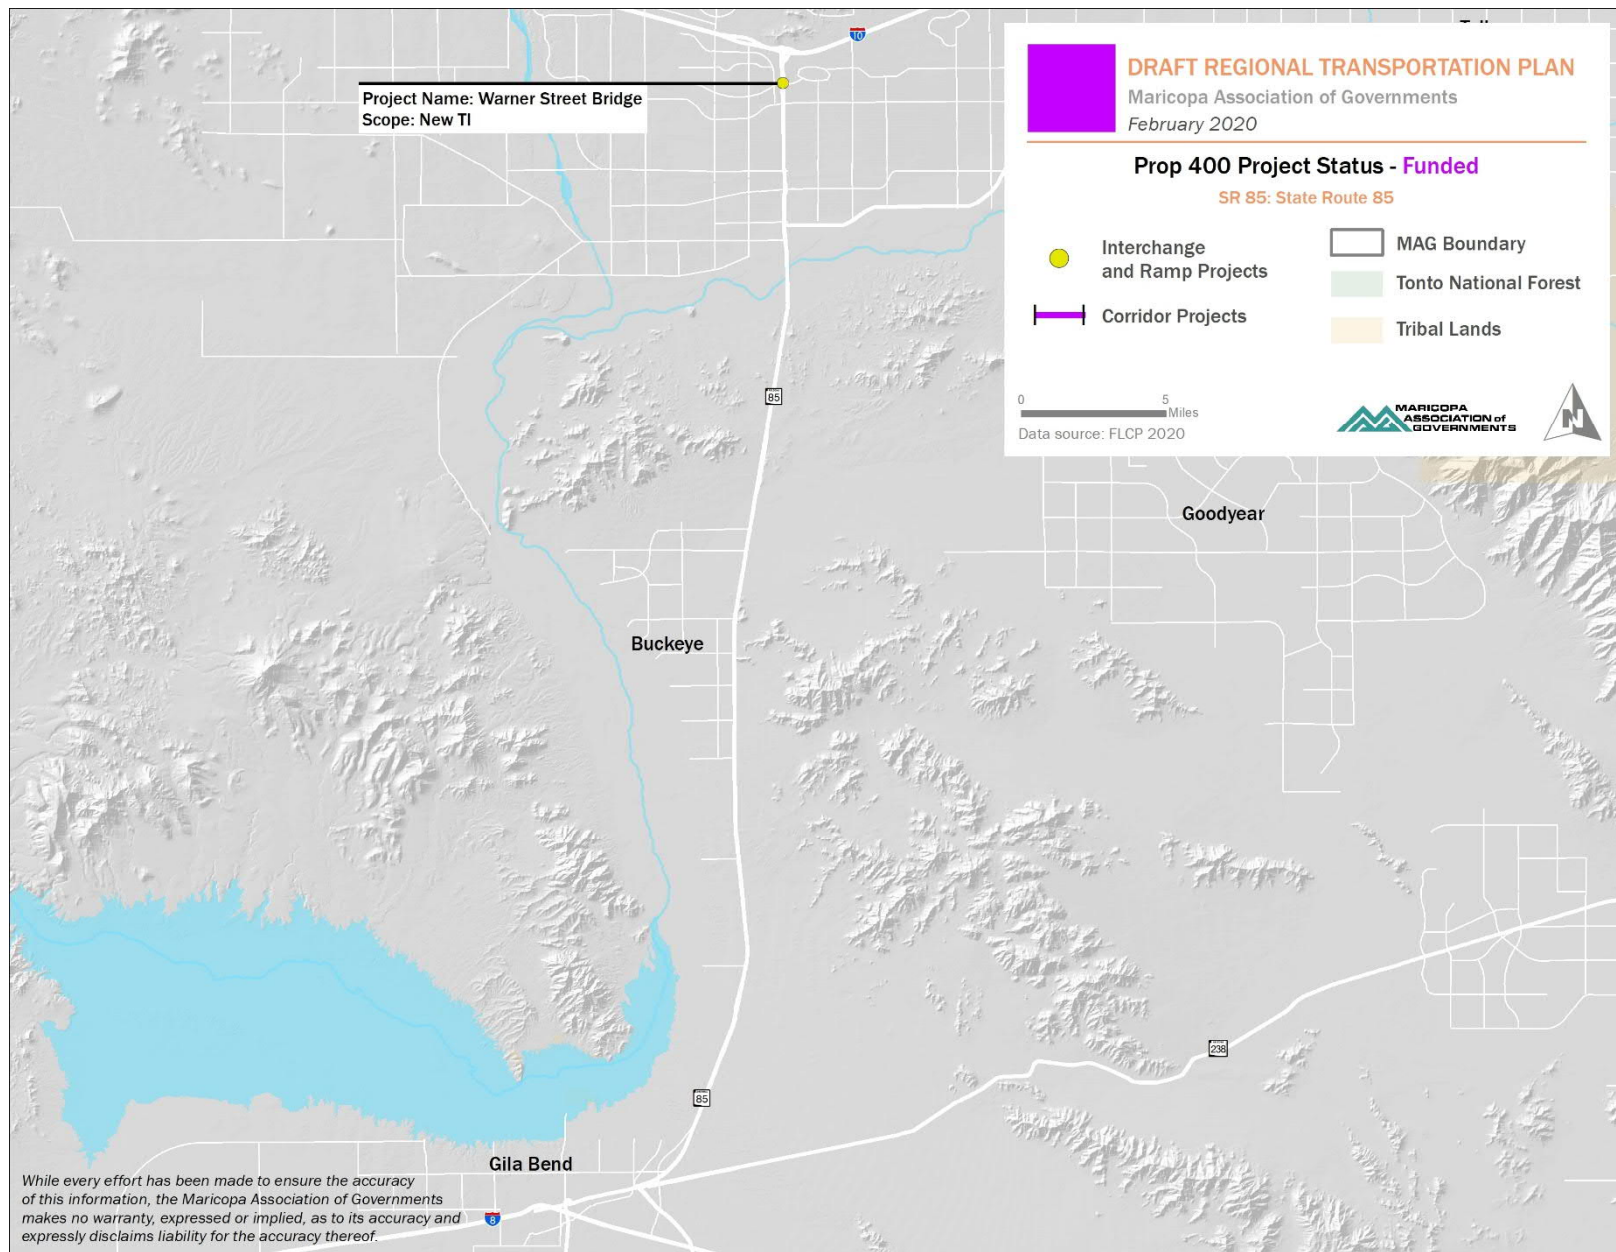 10
Project Name: Warner Street Bridge
Scope: New TI
DRAFT REGIONAL TRANSPORTATION PLAN
Maricopa Association of Governments
February 2020
Prop 400 Project Status - Funded
SR 85: State Route 85
Interchange
and Ramp Projects
Corridor Projects
MAG Boundary
Tonto National Forest
Tribal Lands
0 5
Miles
Data source: FLCP 2020
MARICOPA
ASSOCIATION of
GOVERNMENTS
N
85
Goodyear
Buckeye
238
85
Gila Bend
8
While every effort has been made to ensure the accuracy
of this information, the Maricopa Association of Governments
makes no warranty, expressed or implied, as to its accuracy and
expressly disclaims liability for the accuracy thereof.